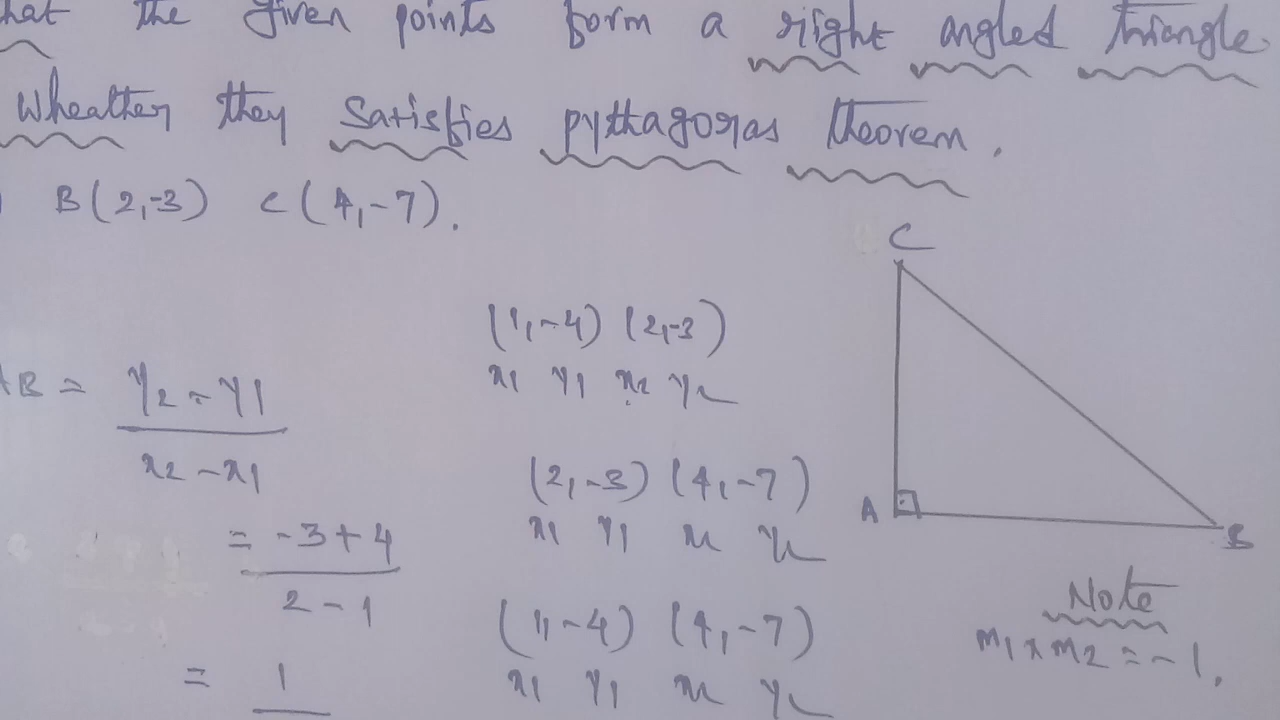 hat the given points form a right angled triangle.
Wheather they satisfies pythagoras theorem.
B(2,-3) C(4,-7).
C
(1,-4) (2,-3)
x1 y1 x2 y2
AB = y2 - y1
x2 - x1
(2,-3) (4,-7)
x1 y1 x2 y2
A
B
= -3+4
2-1
Note
(1,-4) (4,-7)
m1 x m2 = -1.
= 1
x1 y1 x2 y2